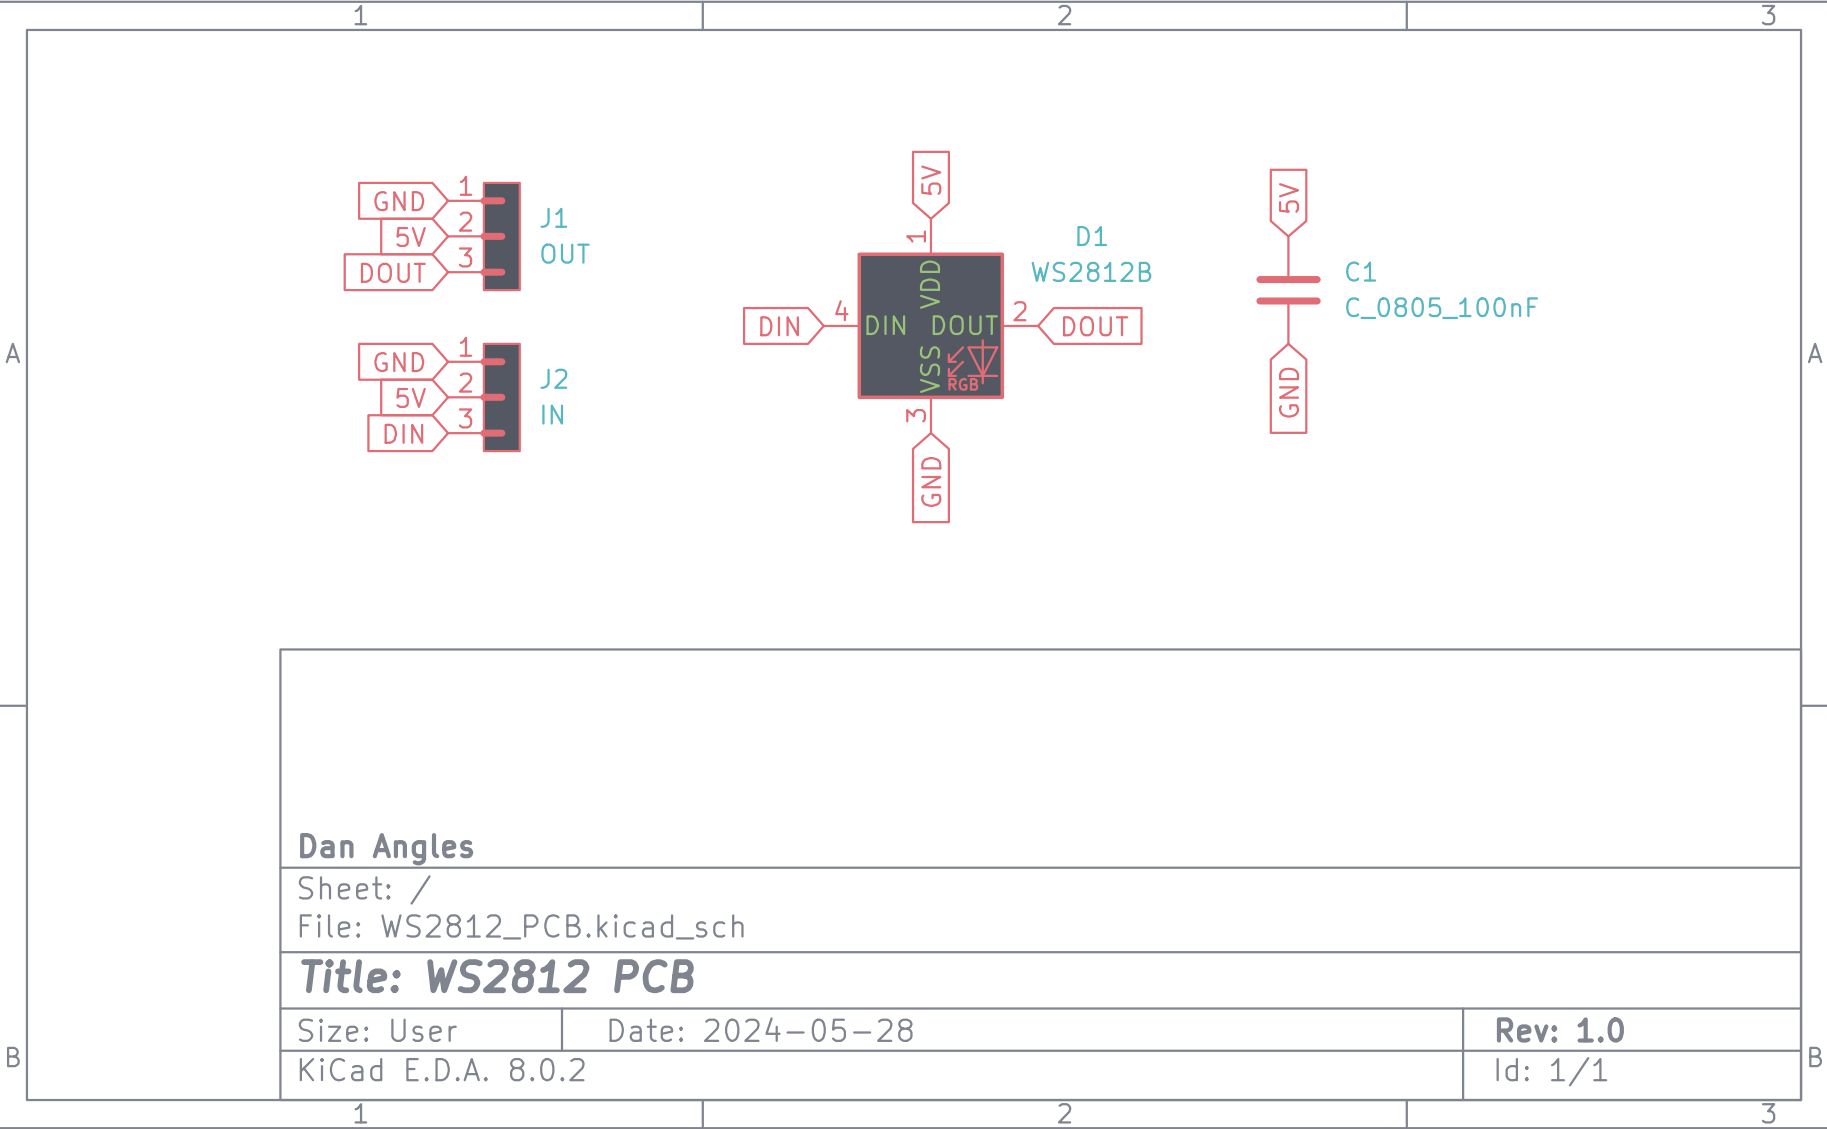 1 2 3
5V
5V
GND 1
5V 2
DOUT 3
J1
OUT
1
D1
WS2812B
VDD
C1
C_0805_100nF
DIN 4 DIN DOUT 2 DOUT
VSS
RGB
3
GND
GND
GND 1
5V 2
DIN 3
J2
IN
A A
Dan Angles
Sheet: /
File: WS2812_PCB.kicad_sch
Title: WS2812 PCB
Size: User Date: 2024-05-28 Rev: 1.0
KiCad E.D.A. 8.0.2 Id: 1/1
B B
1 2 3